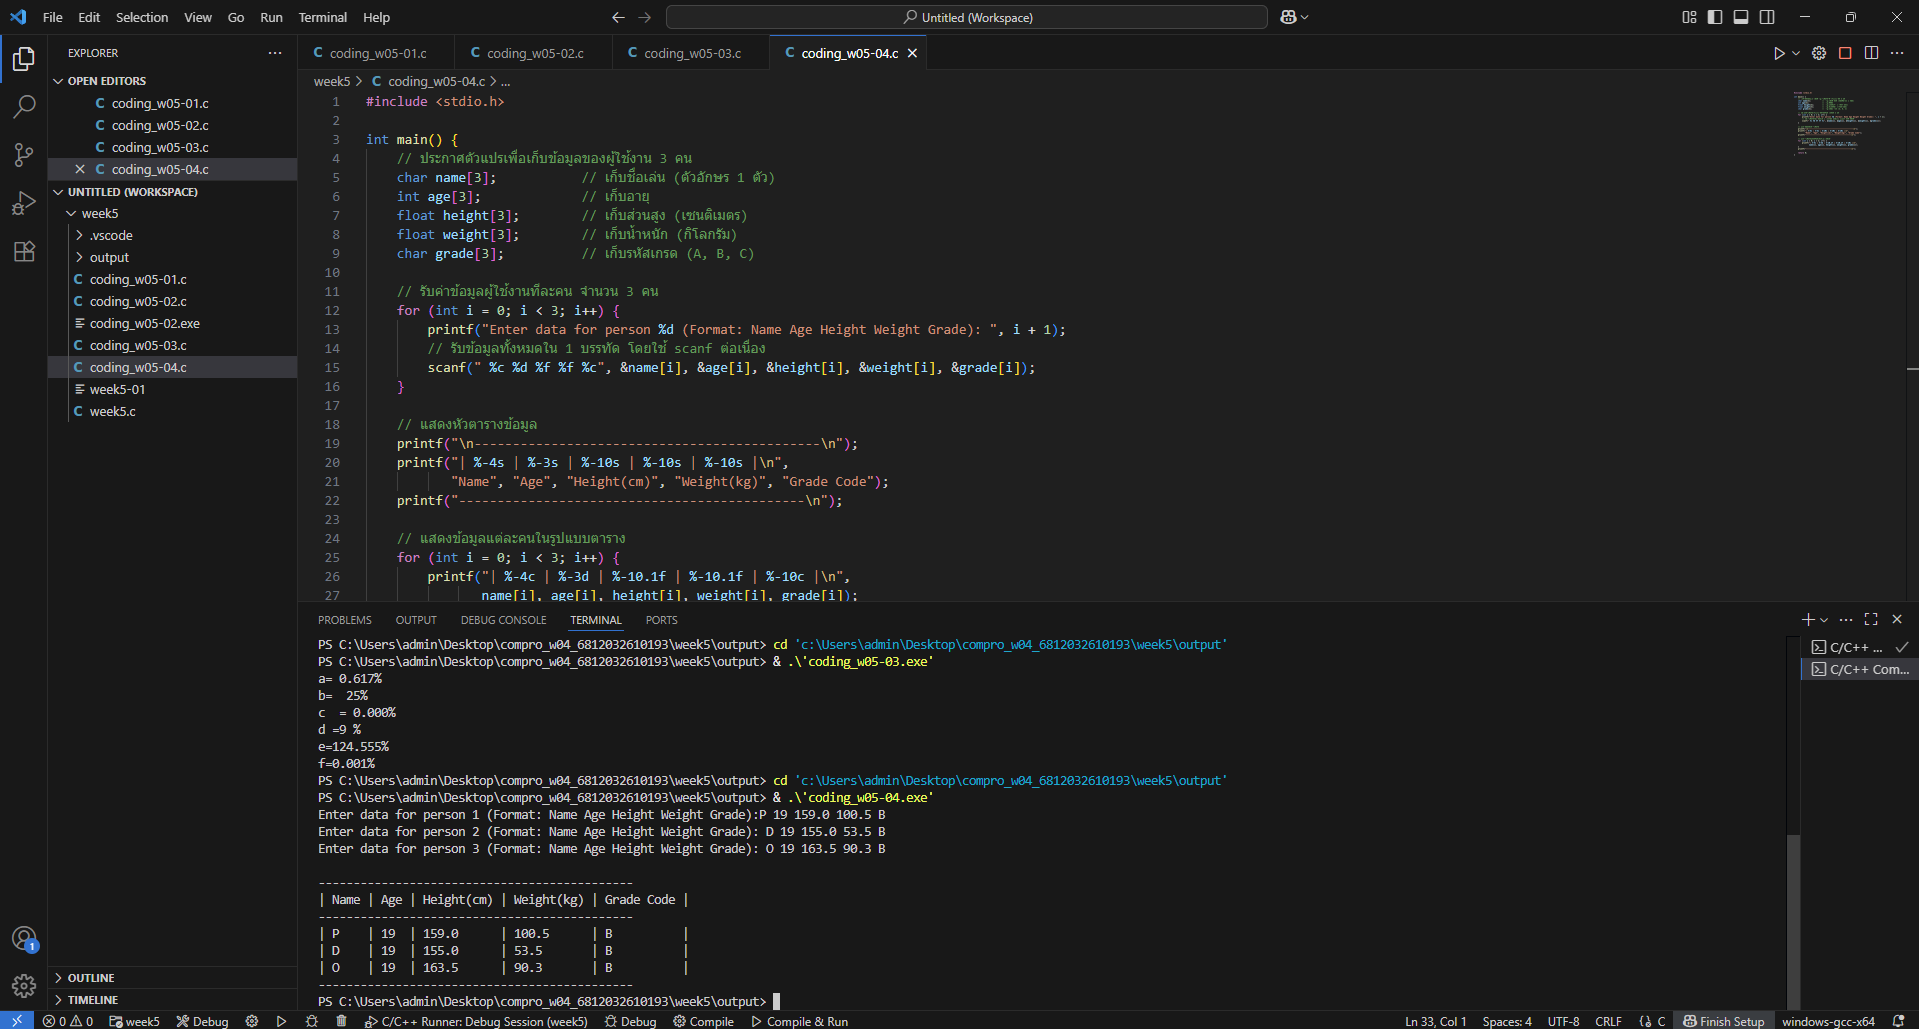 File Edit Selection View Go Run Terminal Help
Untitled (Workspace)
EXPLORER
OPEN EDITORS
C coding_w05-01.c
C coding_w05-02.c
C coding_w05-03.c
C coding_w05-04.c
UNTITLED (WORKSPACE)
week5
.vscode
output
C coding_w05-01.c
C coding_w05-02.c
coding_w05-02.exe
C coding_w05-03.c
C coding_w05-04.c
week5-01
C week5.c
OUTLINE
TIMELINE
C coding_w05-01.c C coding_w05-02.c C coding_w05-03.c C coding_w05-04.c
week5 > C coding_w05-04.c > ...
1 #include <stdio.h>
2
3 int main() {
4 // ประกาศตัวแปรเพื่อเก็บข้อมูลของผู้ใช้งาน 3 คน
5 char name[3]; // เก็บชื่อเล่น (ตัวอักษร 1 ตัว)
6 int age[3]; // เก็บอายุ
7 float height[3]; // เก็บส่วนสูง (เซนติเมตร)
8 float weight[3]; // เก็บน้ำหนัก (กิโลกรัม)
9 char grade[3]; // เก็บรหัสเกรด (A, B, C)
10
11 // รับค่าข้อมูลผู้ใช้งานทีละคน จำนวน 3 คน
12 for (int i = 0; i < 3; i++) {
13 printf("Enter data for person %d (Format: Name Age Height Weight Grade): ", i + 1);
14 // รับข้อมูลทั้งหมดใน 1 บรรทัด โดยใช้ scanf ต่อเนื่อง
15 scanf(" %c %d %f %f %c", &name[i], &age[i], &height[i], &weight[i], &grade[i]);
16 }
17
18 // แสดงหัวตารางข้อมูล
19 printf("\n---------------------------------------------\n");
20 printf("| %-4s | %-3s | %-10s | %-10s | %-10s |\n",
21 "Name", "Age", "Height(cm)", "Weight(kg)", "Grade Code");
22 printf("---------------------------------------------\n");
23
24 // แสดงข้อมูลแต่ละคนในรูปแบบตาราง
25 for (int i = 0; i < 3; i++) {
26 printf("| %-4c | %-3d | %-10.1f | %-10.1f | %-10c |\n",
27 name[i], age[i], height[i], weight[i], grade[i]);
PROBLEMS OUTPUT DEBUG CONSOLE TERMINAL PORTS
PS C:\Users\admin\Desktop\compro_w04_6812032610193\week5\output> cd 'c:\Users\admin\Desktop\compro_w04_6812032610193\week5\output'
PS C:\Users\admin\Desktop\compro_w04_6812032610193\week5\output> & .\'coding_w05-03.exe'
a= 0.617%
b=  25%
c  = 0.000%
d =9 %
e=124.555%
f=0.001%
PS C:\Users\admin\Desktop\compro_w04_6812032610193\week5\output> cd 'c:\Users\admin\Desktop\compro_w04_6812032610193\week5\output'
PS C:\Users\admin\Desktop\compro_w04_6812032610193\week5\output> & .\'coding_w05-04.exe'
Enter data for person 1 (Format: Name Age Height Weight Grade):P 19 159.0 100.5 B
Enter data for person 2 (Format: Name Age Height Weight Grade): D 19 155.0 53.5 B
Enter data for person 3 (Format: Name Age Height Weight Grade): O 19 163.5 90.3 B
---------------------------------------------
| Name | Age | Height(cm) | Weight(kg) | Grade Code |
---------------------------------------------
| P    | 19  | 159.0      | 100.5      | B          |
| D    | 19  | 155.0      | 53.5       | B          |
| O    | 19  | 163.5      | 90.3       | B          |
---------------------------------------------
PS C:\Users\admin\Desktop\compro_w04_6812032610193\week5\output>
C/C++ ...
C/C++ Com...
1
0 0 week5 Debug C/C++ Runner: Debug Session (week5) Debug Compile Compile & Run Ln 33, Col 1 Spaces: 4 UTF-8 CRLF {} C Finish Setup windows-gcc-x64